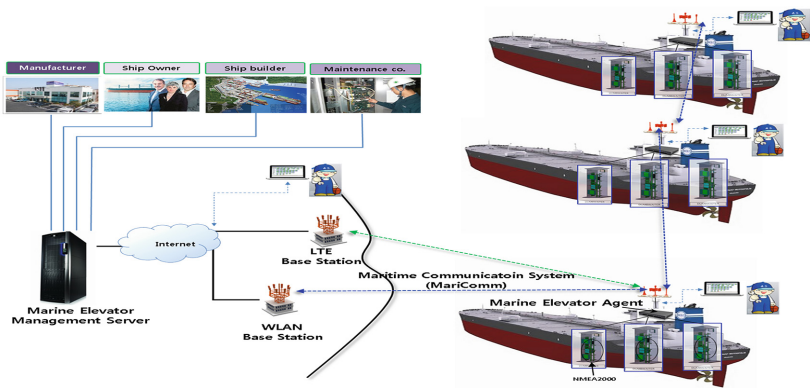 Manufacturer
Ship Owner
Ship builder
Maintenance co.
Internet
LTE
Base Station
Maritime Communicatoin System
(MariComm)
Marine Elevator Agent
Marine Elevator
Management Server
WLAN
Base Station
NMEA2000